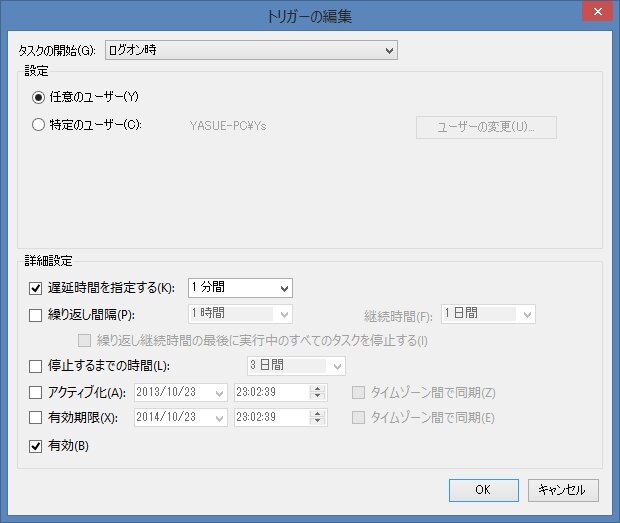 トリガーの編集
タスクの開始(G): ログオン時
設定
任意のユーザー(Y)
特定のユーザー(C): YASUE-PC¥Ys ユーザーの変更(U)...
詳細設定
遅延時間を指定する(K): 1 分間
繰り返し間隔(P): 1 時間 継続時間(F): 1 日間
繰り返し継続時間の最後に実行中のすべてのタスクを停止する(I)
停止するまでの時間(L): 3 日間
アクティブ化(A): 2013/10/23 23:02:39 タイムゾーン間で同期(Z)
有効期限(X): 2014/10/23 23:02:39 タイムゾーン間で同期(E)
有効(B)
OK キャンセル